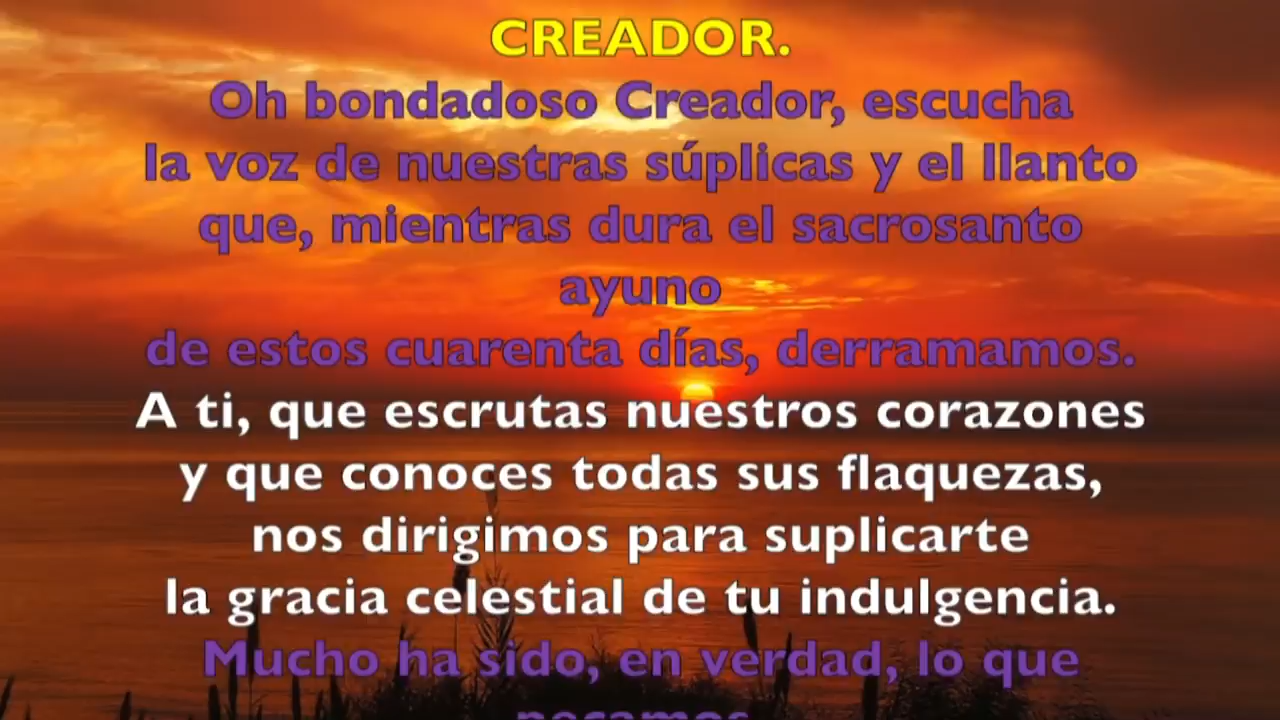 CREADOR.
Oh bondadoso Creador, escucha
la voz de nuestras súplicas y el llanto
que, mientras dura el sacrosanto
ayuno
de estos cuarenta días, derramamos.
A ti, que escrutas nuestros corazones
y que conoces todas sus flaquezas,
nos dirigimos para suplicarte
la gracia celestial de tu indulgencia.
Mucho ha sido, en verdad, lo que
pecamos